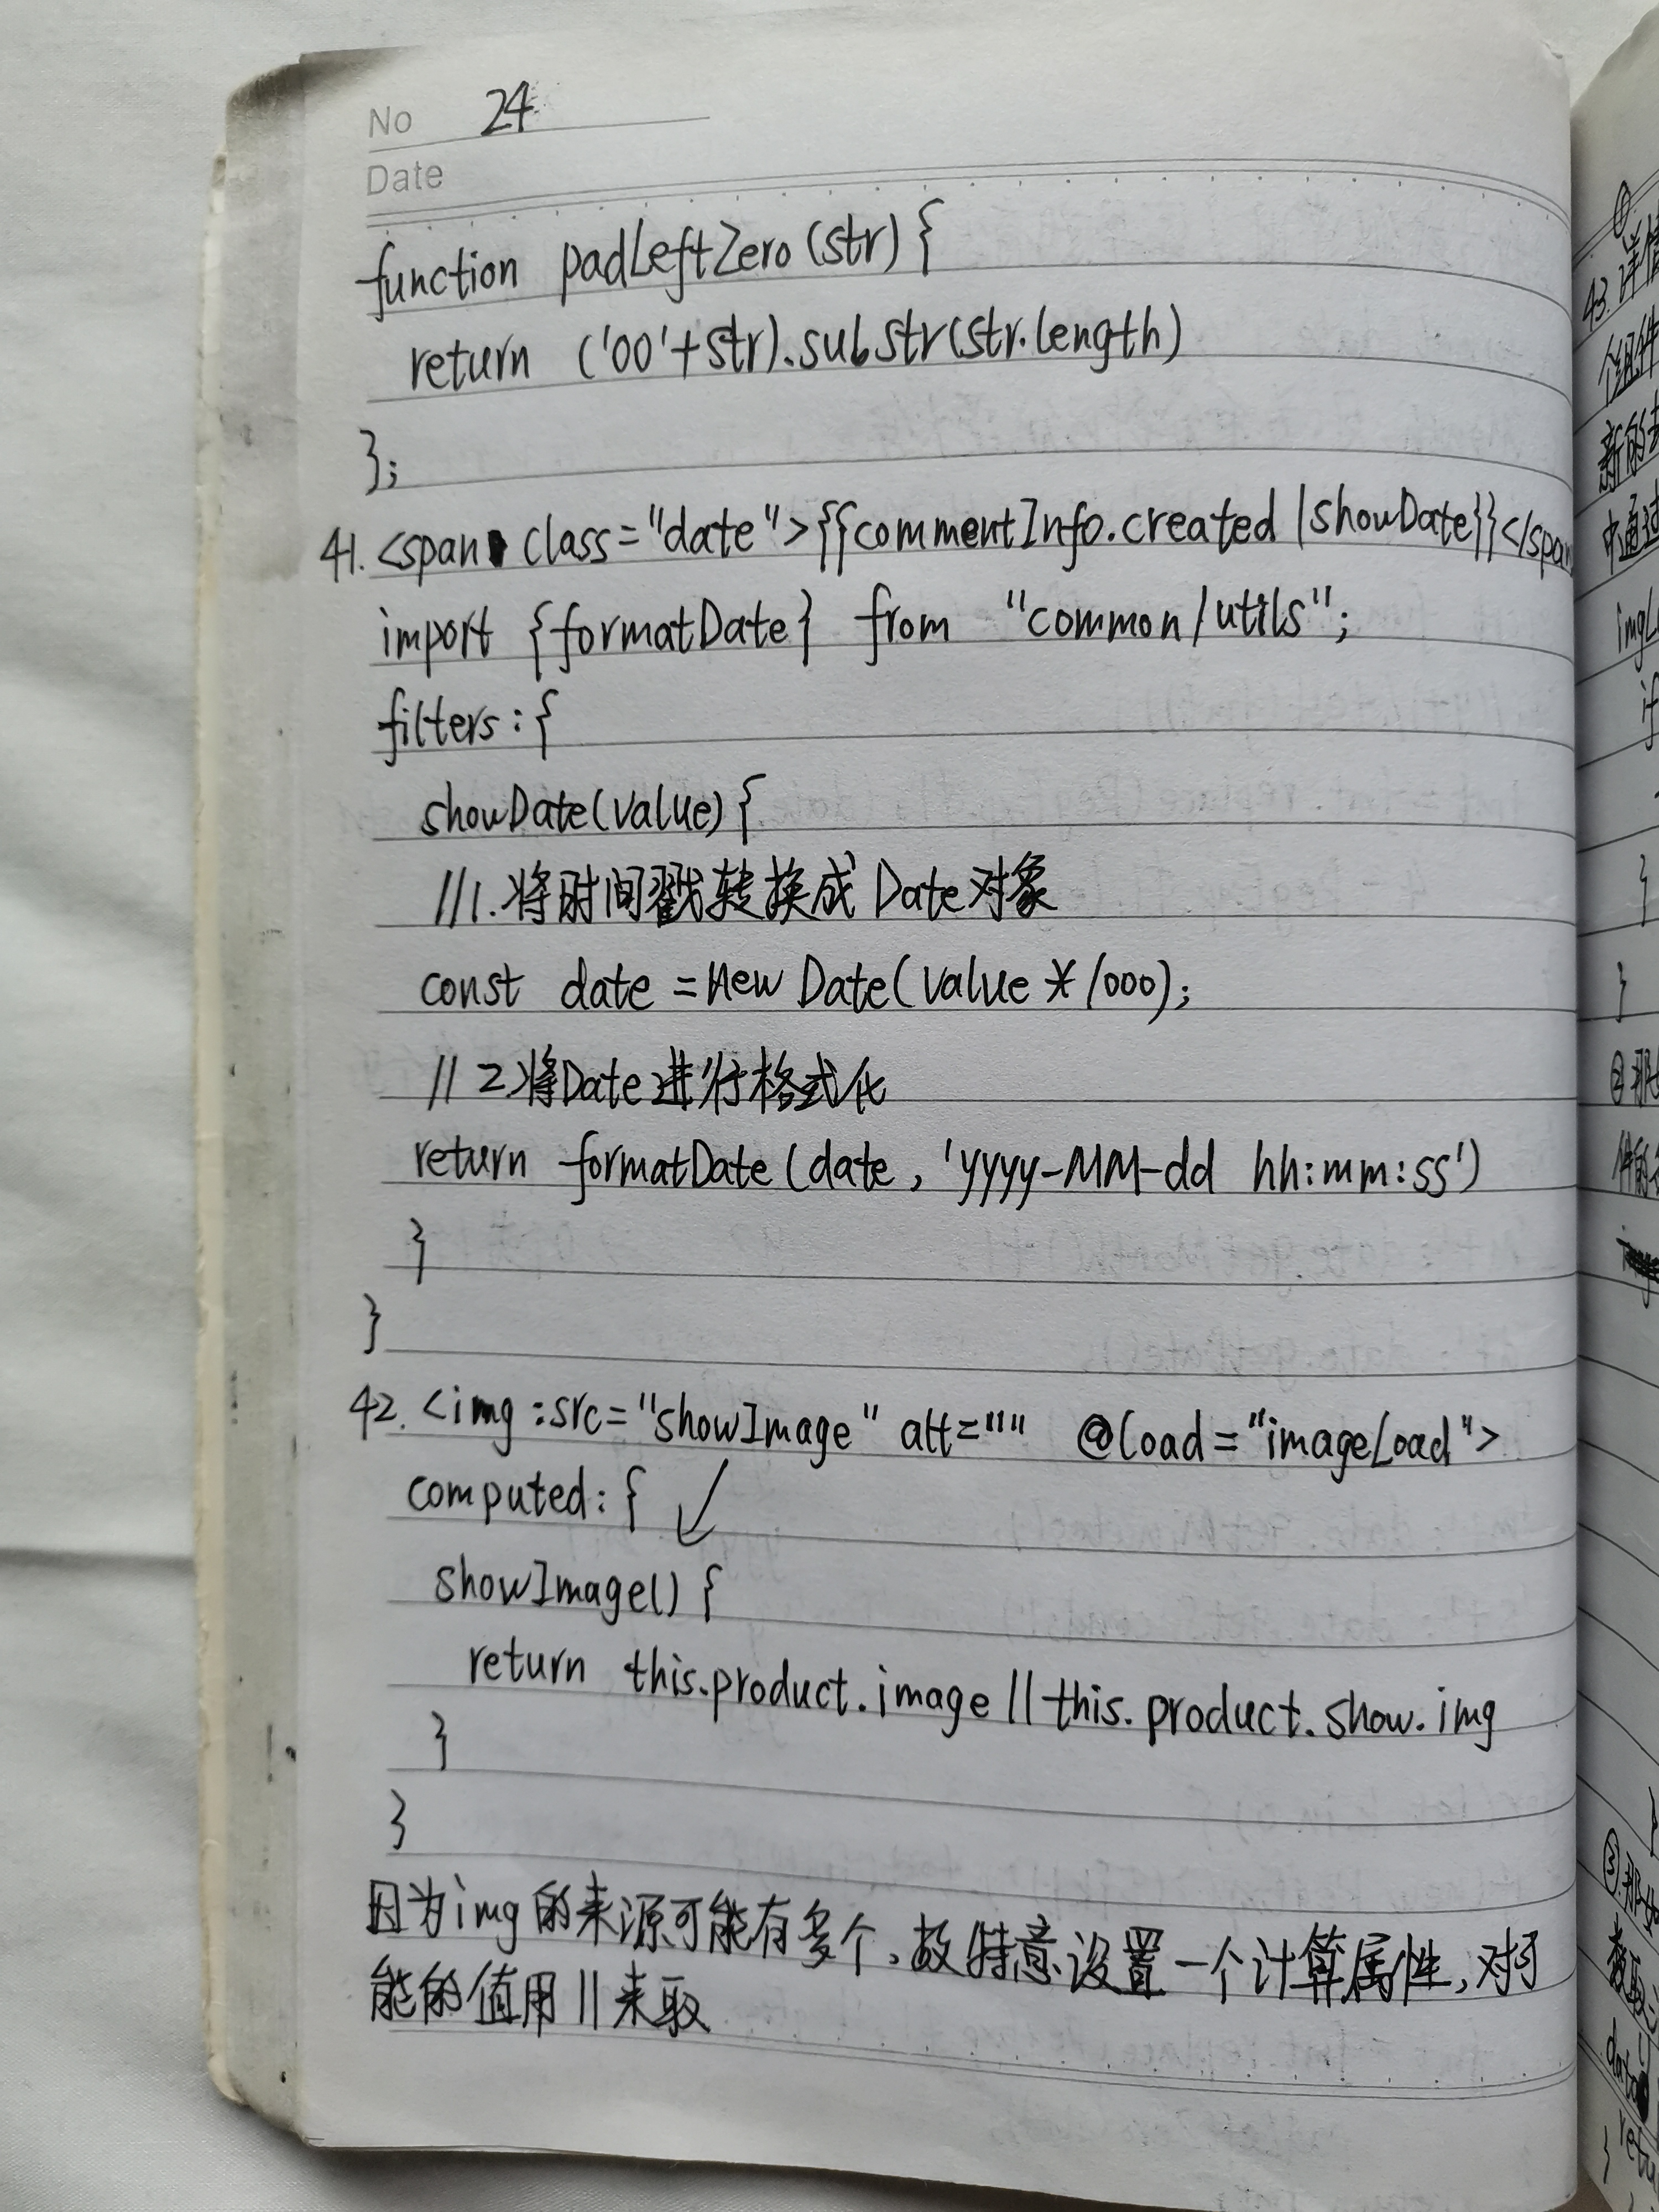 No 24
Date
function padLeftZero(str){
return ('00'+str).substr(str.length)
};
41. <span class="date">{{commentInfo.created |showDate}}</span
import {formatDate} from "common/utils";
filters:{
showDate(value){
//1.将时间戳转换成Date对象
const date =new Date(value*1000);
// 2将Date进行格式化
return formatDate(date,'yyyy-MM-dd hh:mm:ss')
}
}
42. <img :src="showImage" alt="" @load="imageLoad">
computed:{
showImage(){
return this.product.image||this.product.show.img
}
}
因为img的来源可能有多个,故特意设置一个计算属性,对可
能的值用||来取
①
43.详情
个组件
新的
中通过
imgL
if
}
}
②那如
件的
③那如
data
retu
}